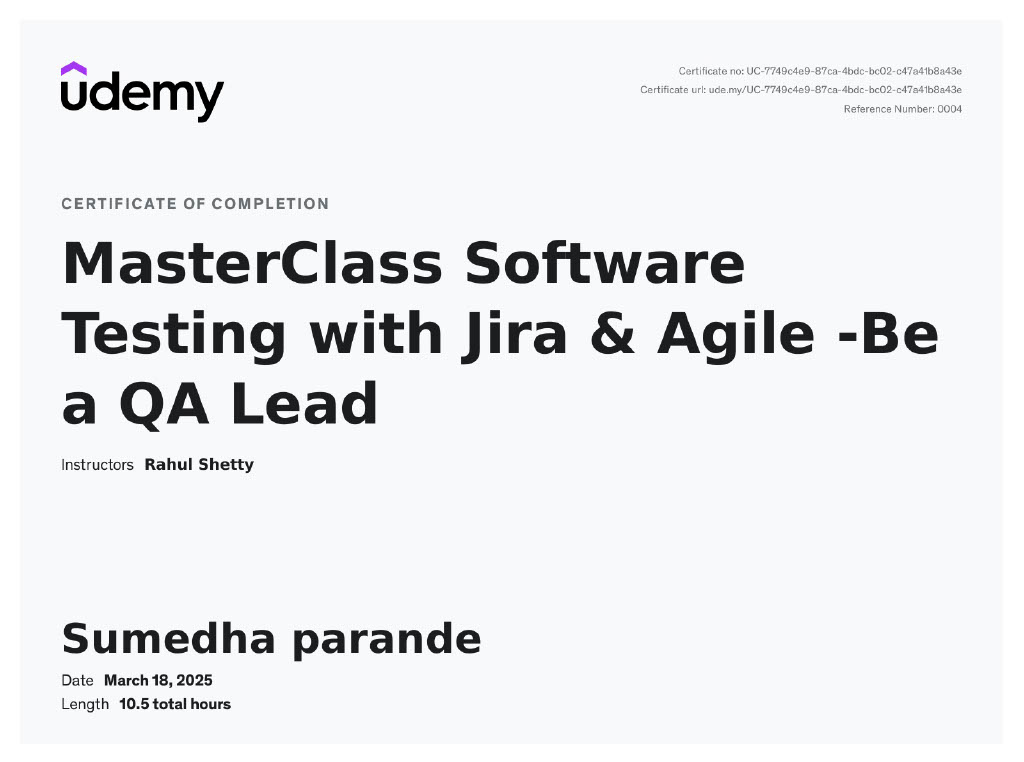 udemy
Certificate no: UC-7749c4e9-87ca-4bdc-bc02-c47a41b8a43e
Certificate url: ude.my/UC-7749c4e9-87ca-4bdc-bc02-c47a41b8a43e
Reference Number: 0004
CERTIFICATE OF COMPLETION
MasterClass Software
Testing with Jira & Agile -Be
a QA Lead
Instructors Rahul Shetty
Sumedha parande
Date March 18, 2025
Length 10.5 total hours